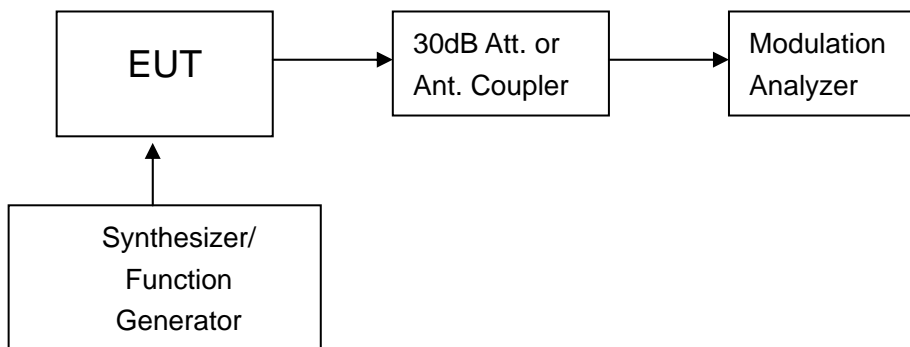 EUT
30dB Att. or
Ant. Coupler
Modulation
Analyzer
Synthesizer/
Function
Generator